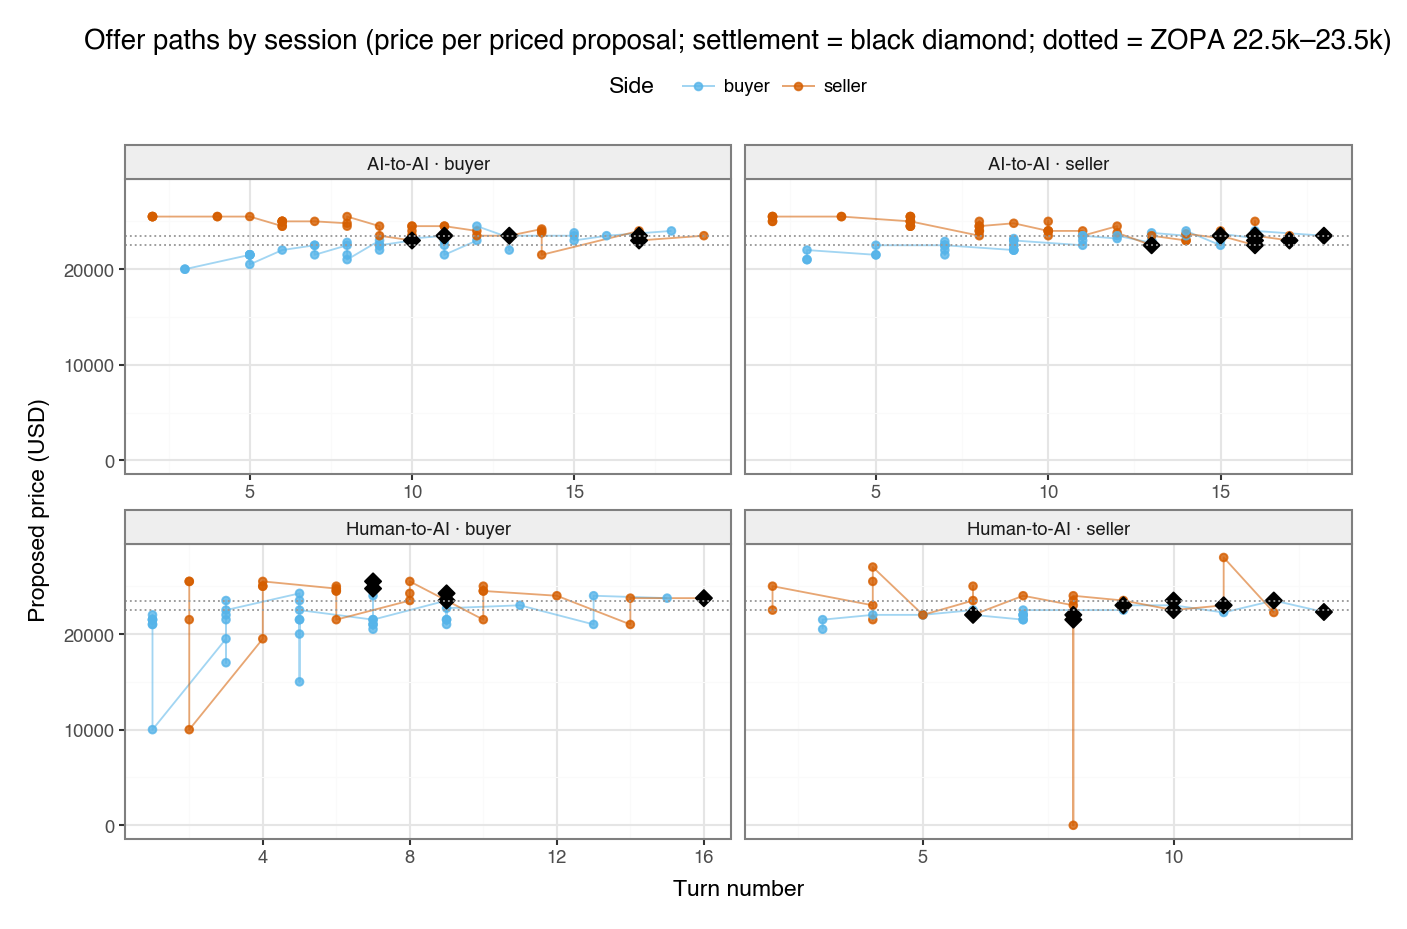 Offer paths by session (price per priced proposal; settlement = black diamond; dotted = ZOPA 22.5k–23.5k)
Side buyer seller
AI-to-AI · buyer
AI-to-AI · seller
20000
10000
0
5 10 15
5 10 15
Human-to-AI · buyer
Human-to-AI · seller
20000
10000
0
4 8 12 16
5 10
Proposed price (USD)
Turn number